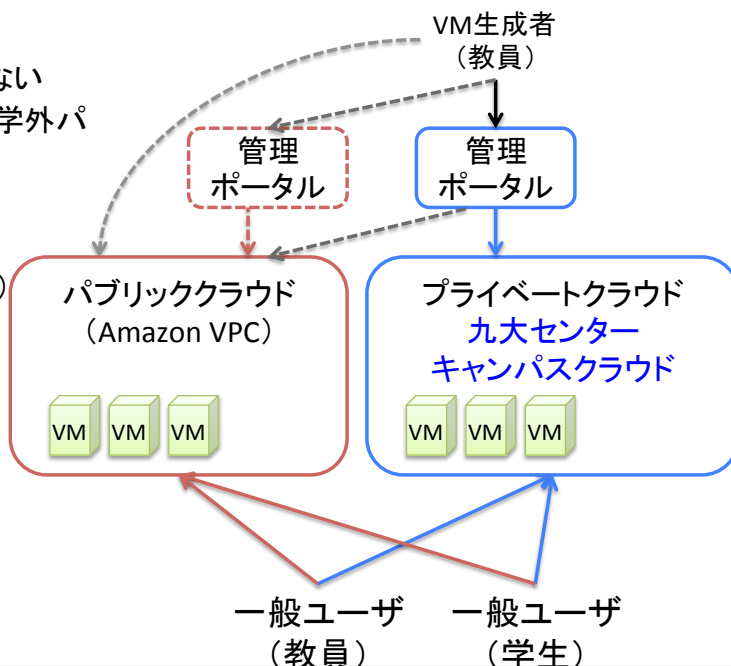 VM生成者
（教員）
ない
学外パ
管理
ポータル
管理
ポータル
）
パブリッククラウド
（Amazon VPC）
プライベートクラウド
九大センター
キャンパスクラウド
VM
VM
VM
VM
VM
VM
一般ユーザ
（教員）
一般ユーザ
（学生）